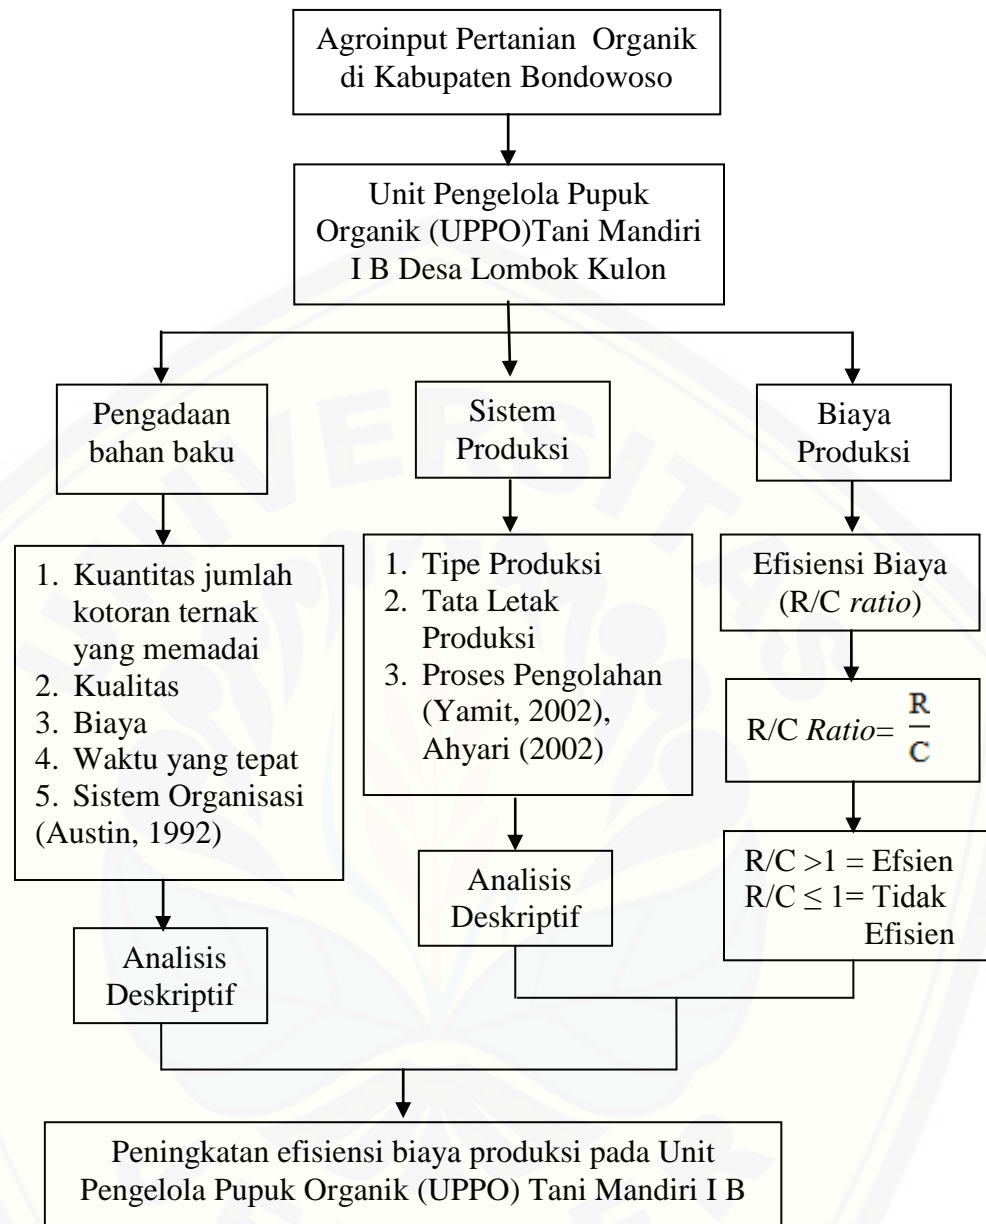 Agroinput Pertanian Organik
di Kabupaten Bondowoso
Unit Pengelola Pupuk
Organik (UPPO)Tani Mandiri
I B Desa Lombok Kulon
Pengadaan
bahan baku
Sistem
Produksi
Biaya
Produksi
1. Kuantitas jumlah
kotoran ternak
yang memadai
2. Kualitas
3. Biaya
4. Waktu yang tepat
5. Sistem Organisasi
(Austin, 1992)
1. Tipe Produksi
2. Tata Letak
Produksi
3. Proses Pengolahan
(Yamit, 2002),
Ahyari (2002)
Efisiensi Biaya
(R/C ratio)
R/C Ratio= R
C
R/C >1 = Efsien
R/C ≤ 1= Tidak
Efisien
Analisis
Deskriptif
Analisis
Deskriptif
Peningkatan efisiensi biaya produksi pada Unit
Pengelola Pupuk Organik (UPPO) Tani Mandiri I B
UNIVERSITAS